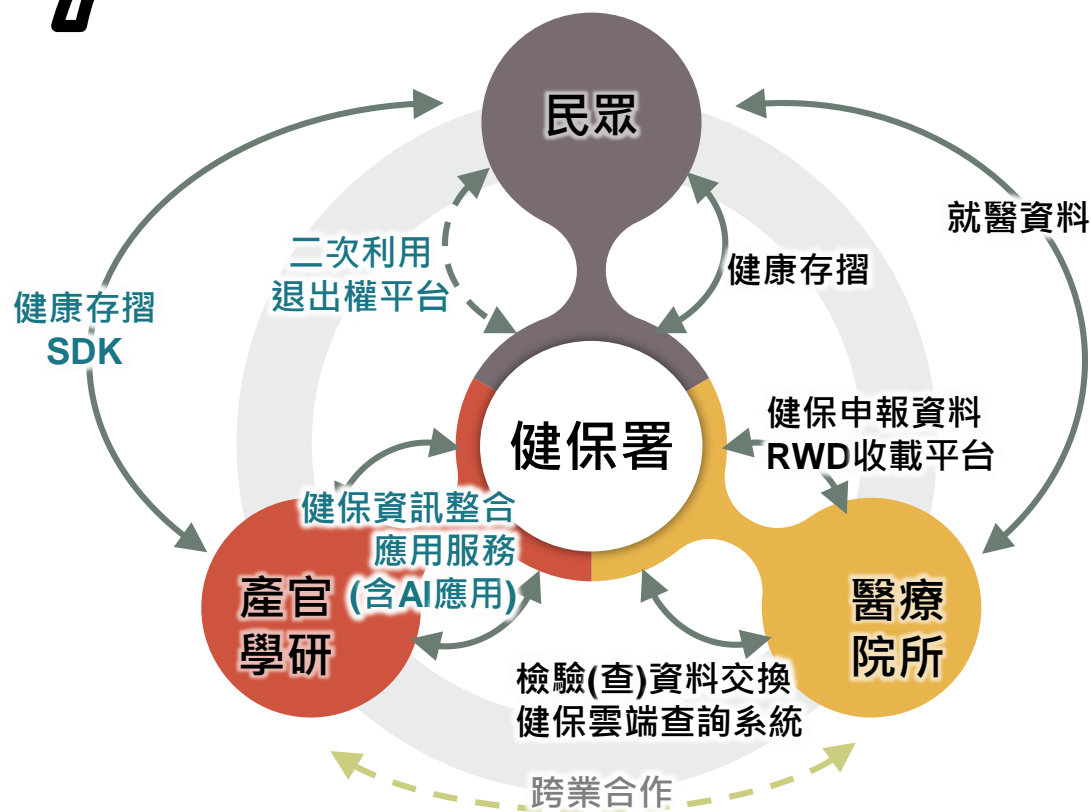 民眾
就醫資料
二次利用
退出權平台
健康存摺
健康存摺
SDK
健保署
健保申報資料
RWD收載平台
健保資訊整合
應用服務
(含AI應用)
產官
學研
醫療
院所
檢驗(查)資料交換
健保雲端查詢系統
跨業合作